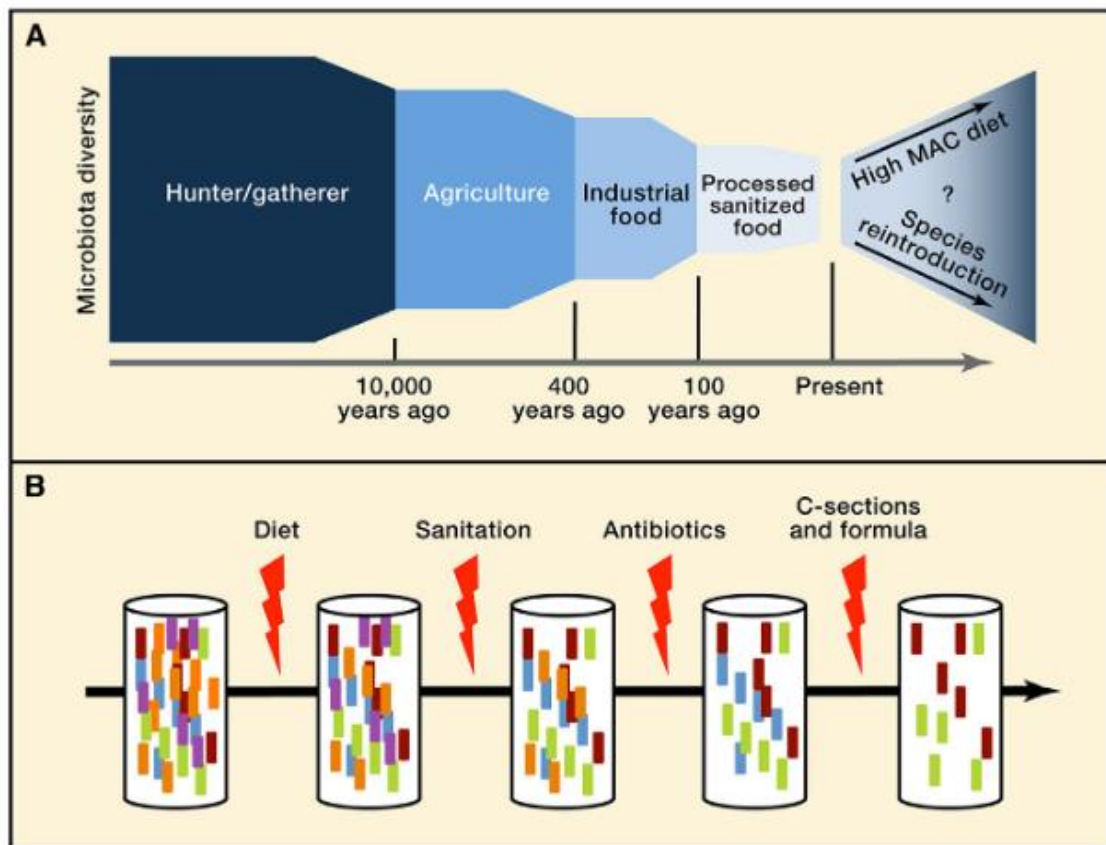 A
Microbiota diversity
Hunter/gatherer
Agriculture
Industrial
food
Processed
sanitized
food
High MAC diet
?
Species
reintroduction
10,000
years ago
400
years ago
100
years ago
Present
B
Diet
Sanitation
Antibiotics
C-sections
and formula